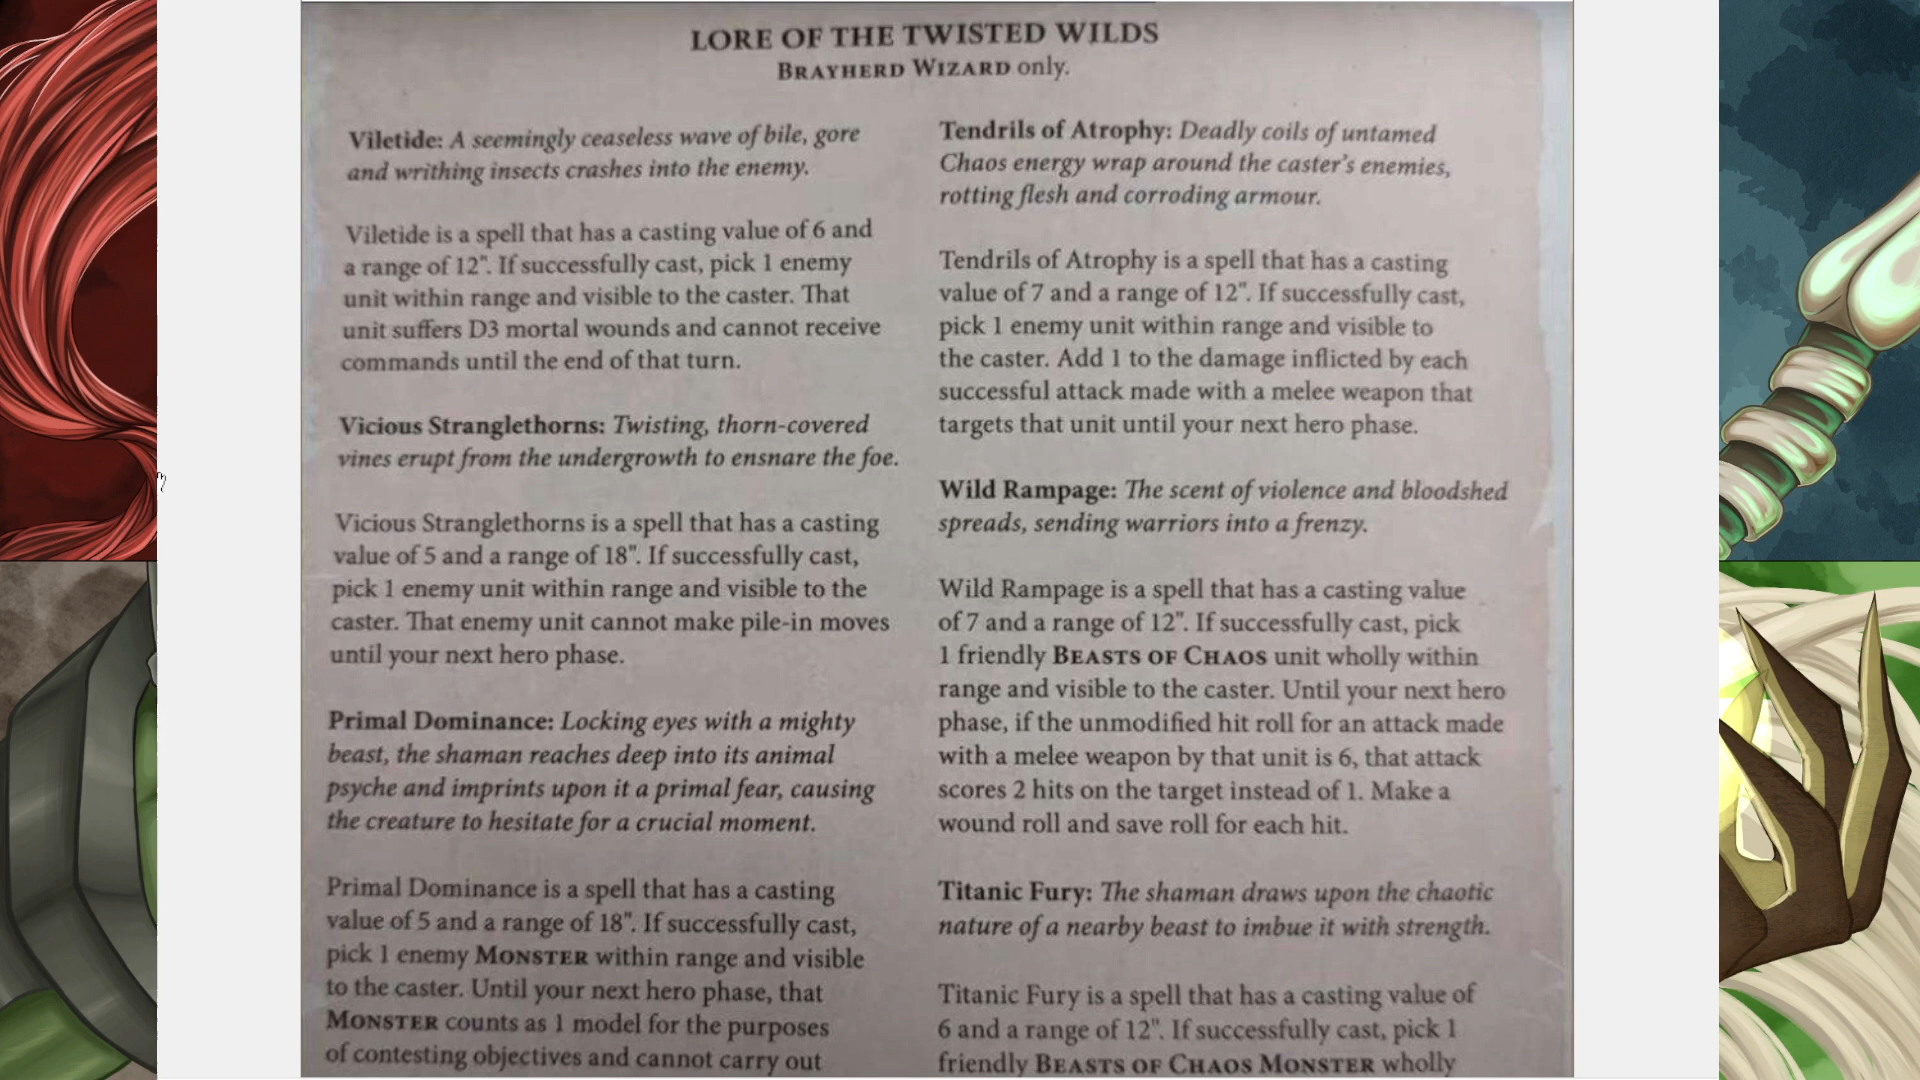 LORE OF THE TWISTED WILDS
BRAYHERD WIZARD only.
Viletide: A seemingly ceaseless wave of bile, gore
and writhing insects crashes into the enemy.
Viletide is a spell that has a casting value of 6 and
a range of 12". If successfully cast, pick 1 enemy
unit within range and visible to the caster. That
unit suffers D3 mortal wounds and cannot receive
commands until the end of that turn.
Vicious Stranglethorns: Twisting, thorn-covered
vines erupt from the undergrowth to ensnare the foe.
Vicious Stranglethorns is a spell that has a casting
value of 5 and a range of 18". If successfully cast,
pick 1 enemy unit within range and visible to the
caster. That enemy unit cannot make pile-in moves
until your next hero phase.
Primal Dominance: Locking eyes with a mighty
beast, the shaman reaches deep into its animal
psyche and imprints upon it a primal fear, causing
the creature to hesitate for a crucial moment.
Primal Dominance is a spell that has a casting
value of 5 and a range of 18". If successfully cast,
pick 1 enemy MONSTER within range and visible
to the caster. Until your next hero phase, that
MONSTER counts as 1 model for the purposes
of contesting objectives and cannot carry out
Tendrils of Atrophy: Deadly coils of untamed
Chaos energy wrap around the caster's enemies,
rotting flesh and corroding armour.
Tendrils of Atrophy is a spell that has a casting
value of 7 and a range of 12". If successfully cast,
pick 1 enemy unit within range and visible to
the caster. Add 1 to the damage inflicted by each
successful attack made with a melee weapon that
targets that unit until your next hero phase.
Wild Rampage: The scent of violence and bloodshed
spreads, sending warriors into a frenzy.
Wild Rampage is a spell that has a casting value
of 7 and a range of 12". If successfully cast, pick
1 friendly BEASTS OF CHAOS unit wholly within
range and visible to the caster. Until your next hero
phase, if the unmodified hit roll for an attack made
with a melee weapon by that unit is 6, that attack
scores 2 hits on the target instead of 1. Make a
wound roll and save roll for each hit.
Titanic Fury: The shaman draws upon the chaotic
nature of a nearby beast to imbue it with strength.
Titanic Fury is a spell that has a casting value of
6 and a range of 12". If successfully cast, pick 1
friendly BEASTS OF CHAOS MONSTER wholly